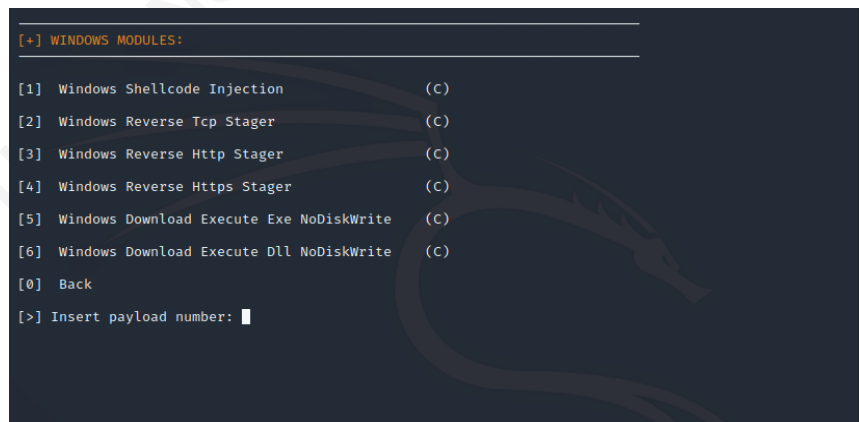 [+] WINDOWS MODULES:
[1] Windows Shellcode Injection (C)
[2] Windows Reverse Tcp Stager (C)
[3] Windows Reverse Http Stager (C)
[4] Windows Reverse Https Stager (C)
[5] Windows Download Execute Exe NoDiskWrite (C)
[6] Windows Download Execute Dll NoDiskWrite (C)
[0] Back
[>] Insert payload number: